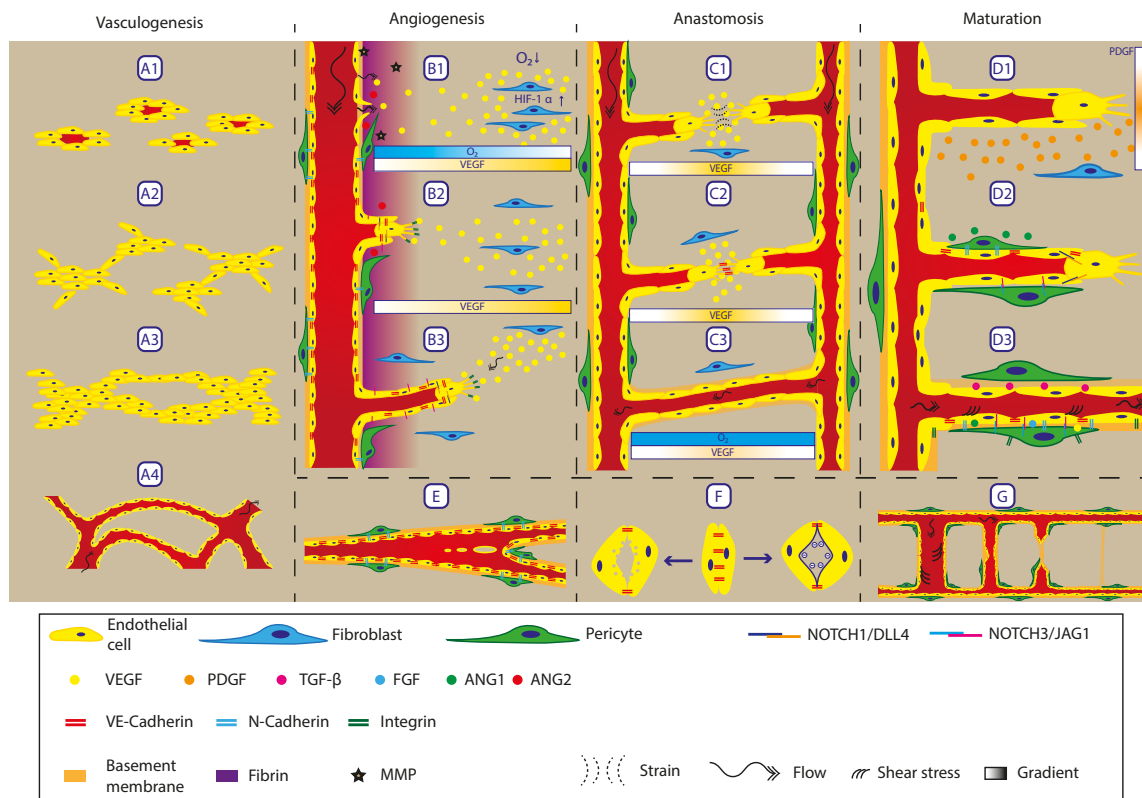 Vasculogenesis
Angiogenesis
Anastomosis
Maturation
A1
A2
A3
A4
B1
O₂↓
HIF-1 α ↑
O₂
VEGF
B2
VEGF
B3
C1
VEGF
C2
VEGF
C3
O₂
VEGF
D1
PDGF
D2
D3
E
F
G
Endothelial
cell
Fibroblast
Pericyte
NOTCH1/DLL4
NOTCH3/JAG1
VEGF
PDGF
TGF-β
FGF
ANG1
ANG2
VE-Cadherin
N-Cadherin
Integrin
Basement
membrane
Fibrin
MMP
Strain
Flow
Shear stress
Gradient